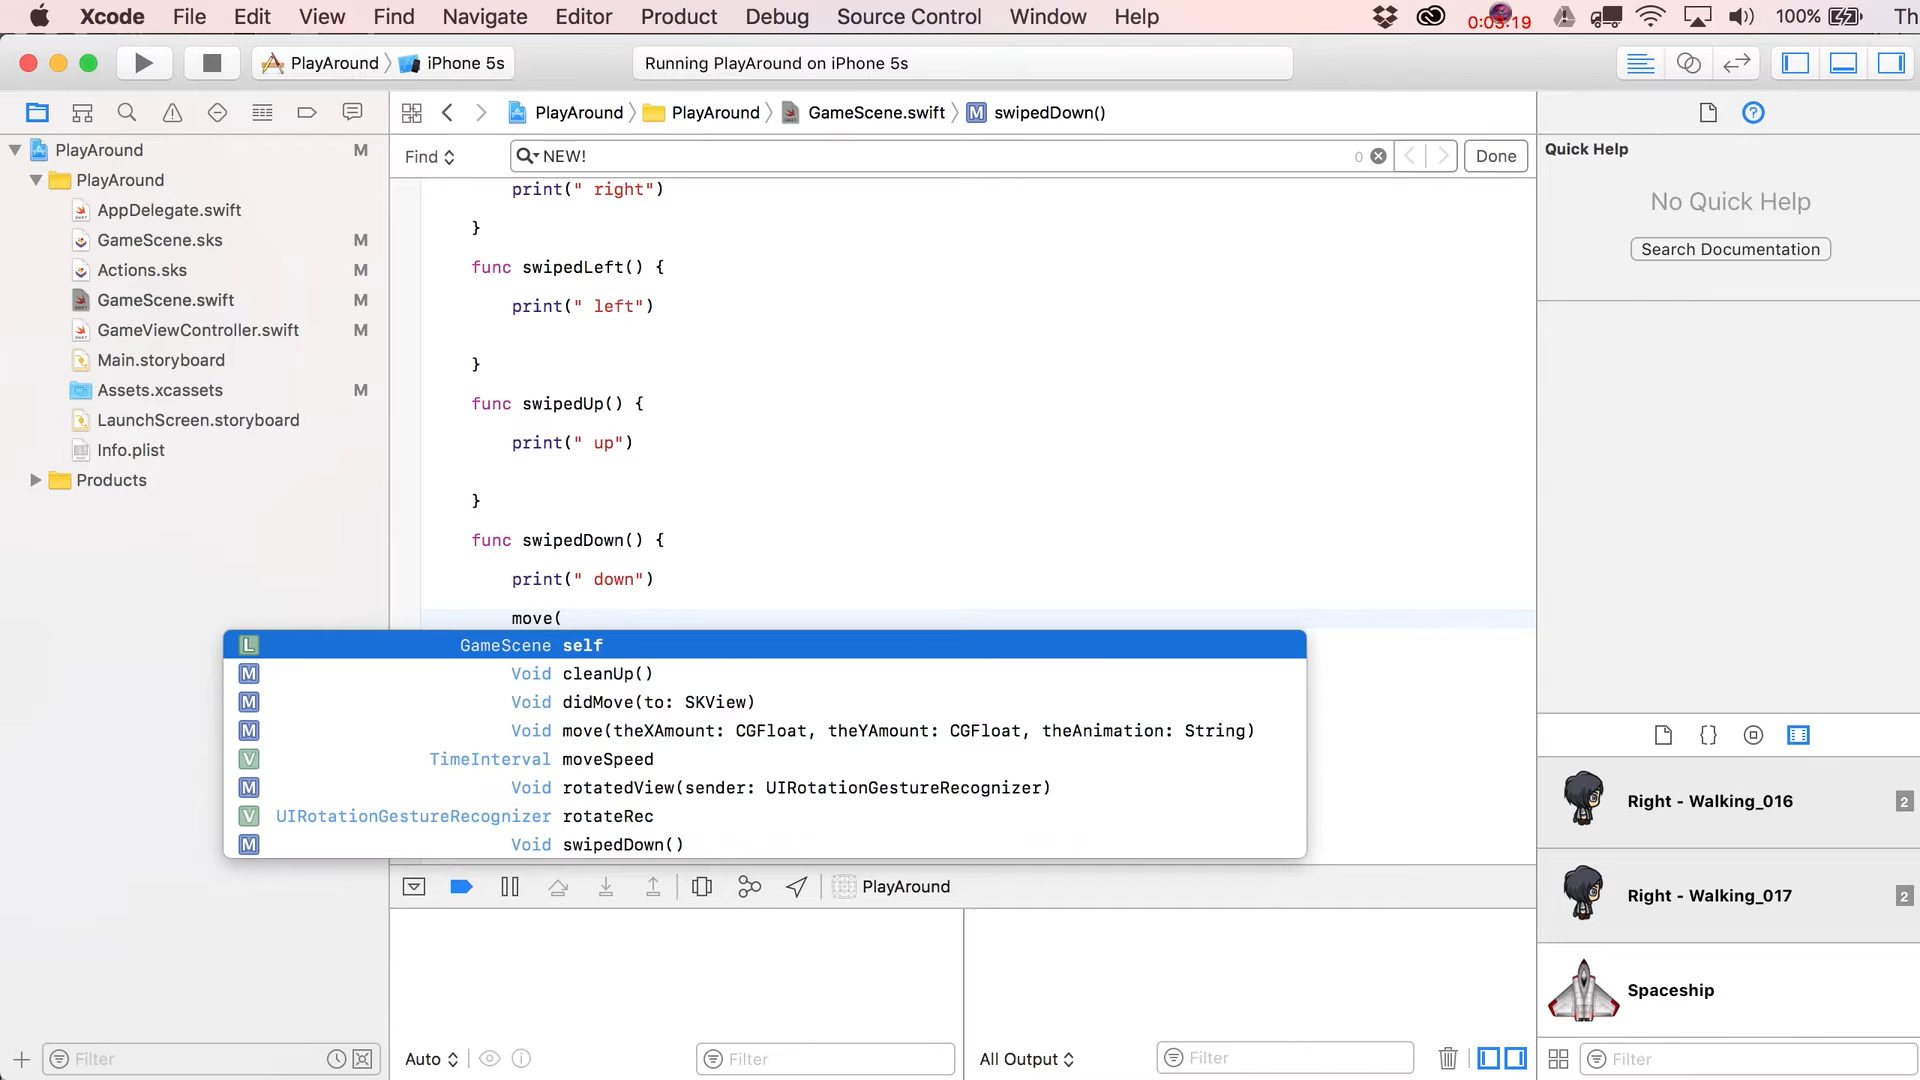 Xcode File Edit View Find Navigate Editor Product Debug Source Control Window Help 0:03:19 100% Th
PlayAround iPhone 5s Running PlayAround on iPhone 5s
PlayAround PlayAround GameScene.swift M swipedDown()
PlayAround M
PlayAround
AppDelegate.swift
GameScene.sks M
Actions.sks M
GameScene.swift M
GameViewController.swift M
Main.storyboard
Assets.xcassets M
LaunchScreen.storyboard
Info.plist
Products
Find NEW! 0 Done
print(" right")
}
func swipedLeft() {
print(" left")
}
func swipedUp() {
print(" up")
}
func swipedDown() {
print(" down")
move(
L GameScene self
M Void cleanUp()
M Void didMove(to: SKView)
M Void move(theXAmount: CGFloat, theYAmount: CGFloat, theAnimation: String)
V TimeInterval moveSpeed
M Void rotatedView(sender: UIRotationGestureRecognizer)
V UIRotationGestureRecognizer rotateRec
M Void swipedDown()
PlayAround
Quick Help
No Quick Help
Search Documentation
{}
Right - Walking_016 2
Right - Walking_017 2
Spaceship
Filter
Auto Filter
All Output Filter
Filter